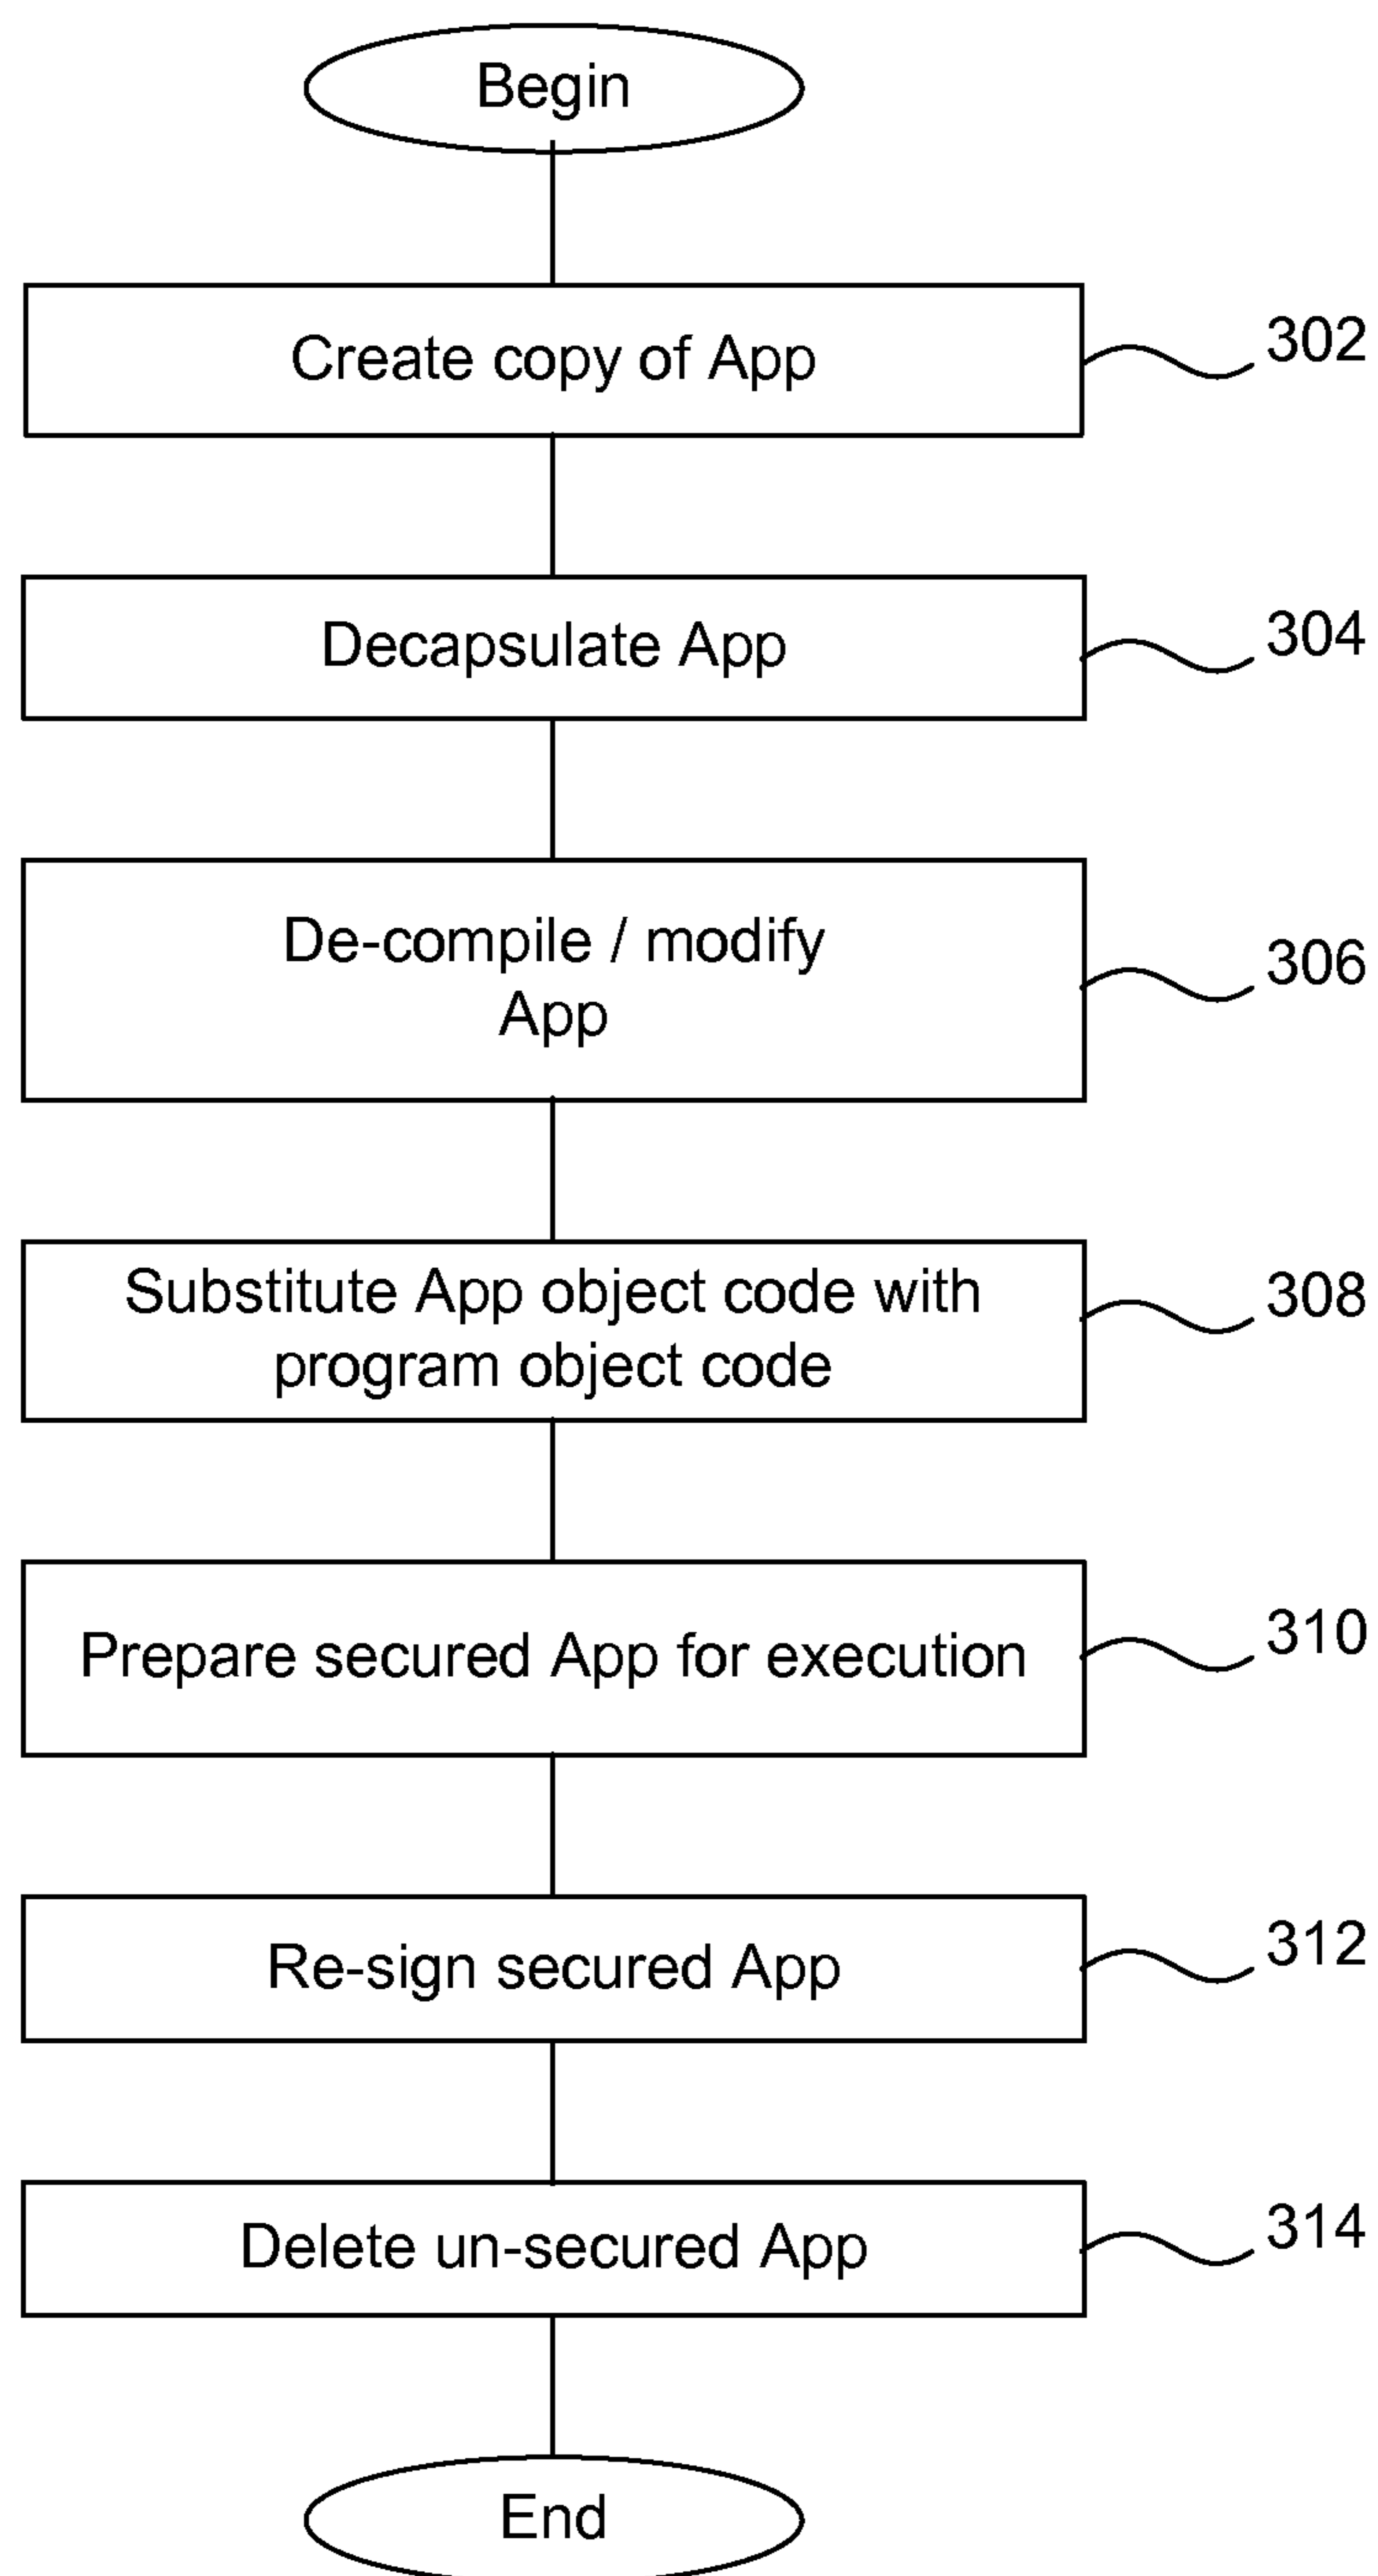 Begin
Create copy of App
302
Decapsulate App
304
De-compile / modify
App
306
Substitute App object code with
program object code
308
Prepare secured App for execution
310
Re-sign secured App
312
Delete un-secured App
314
End